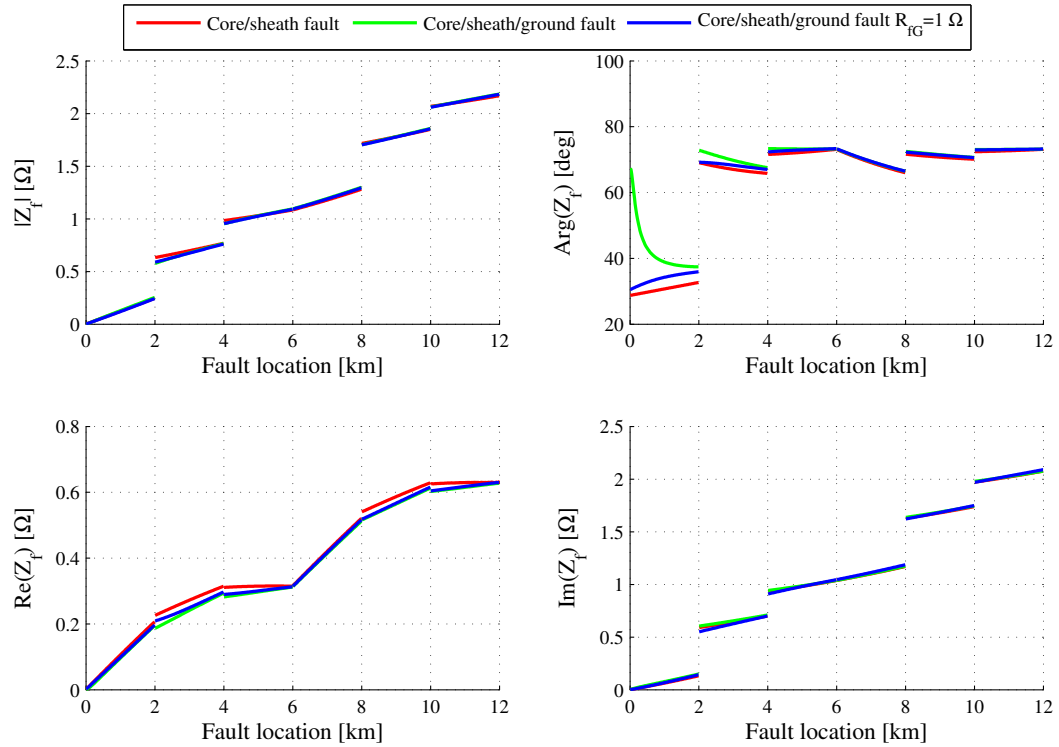 Core/sheath fault Core/sheath/ground fault Core/sheath/ground fault R_fG=1 Ω
2.5
2
1.5
1
0.5
0
|Z_f| [Ω]
0 2 4 6 8 10 12
Fault location [km]
100
80
60
40
20
Arg(Z_f) [deg]
0 2 4 6 8 10 12
Fault location [km]
0.8
0.6
0.4
0.2
0
Re(Z_f) [Ω]
0 2 4 6 8 10 12
Fault location [km]
2.5
2
1.5
1
0.5
0
Im(Z_f) [Ω]
0 2 4 6 8 10 12
Fault location [km]